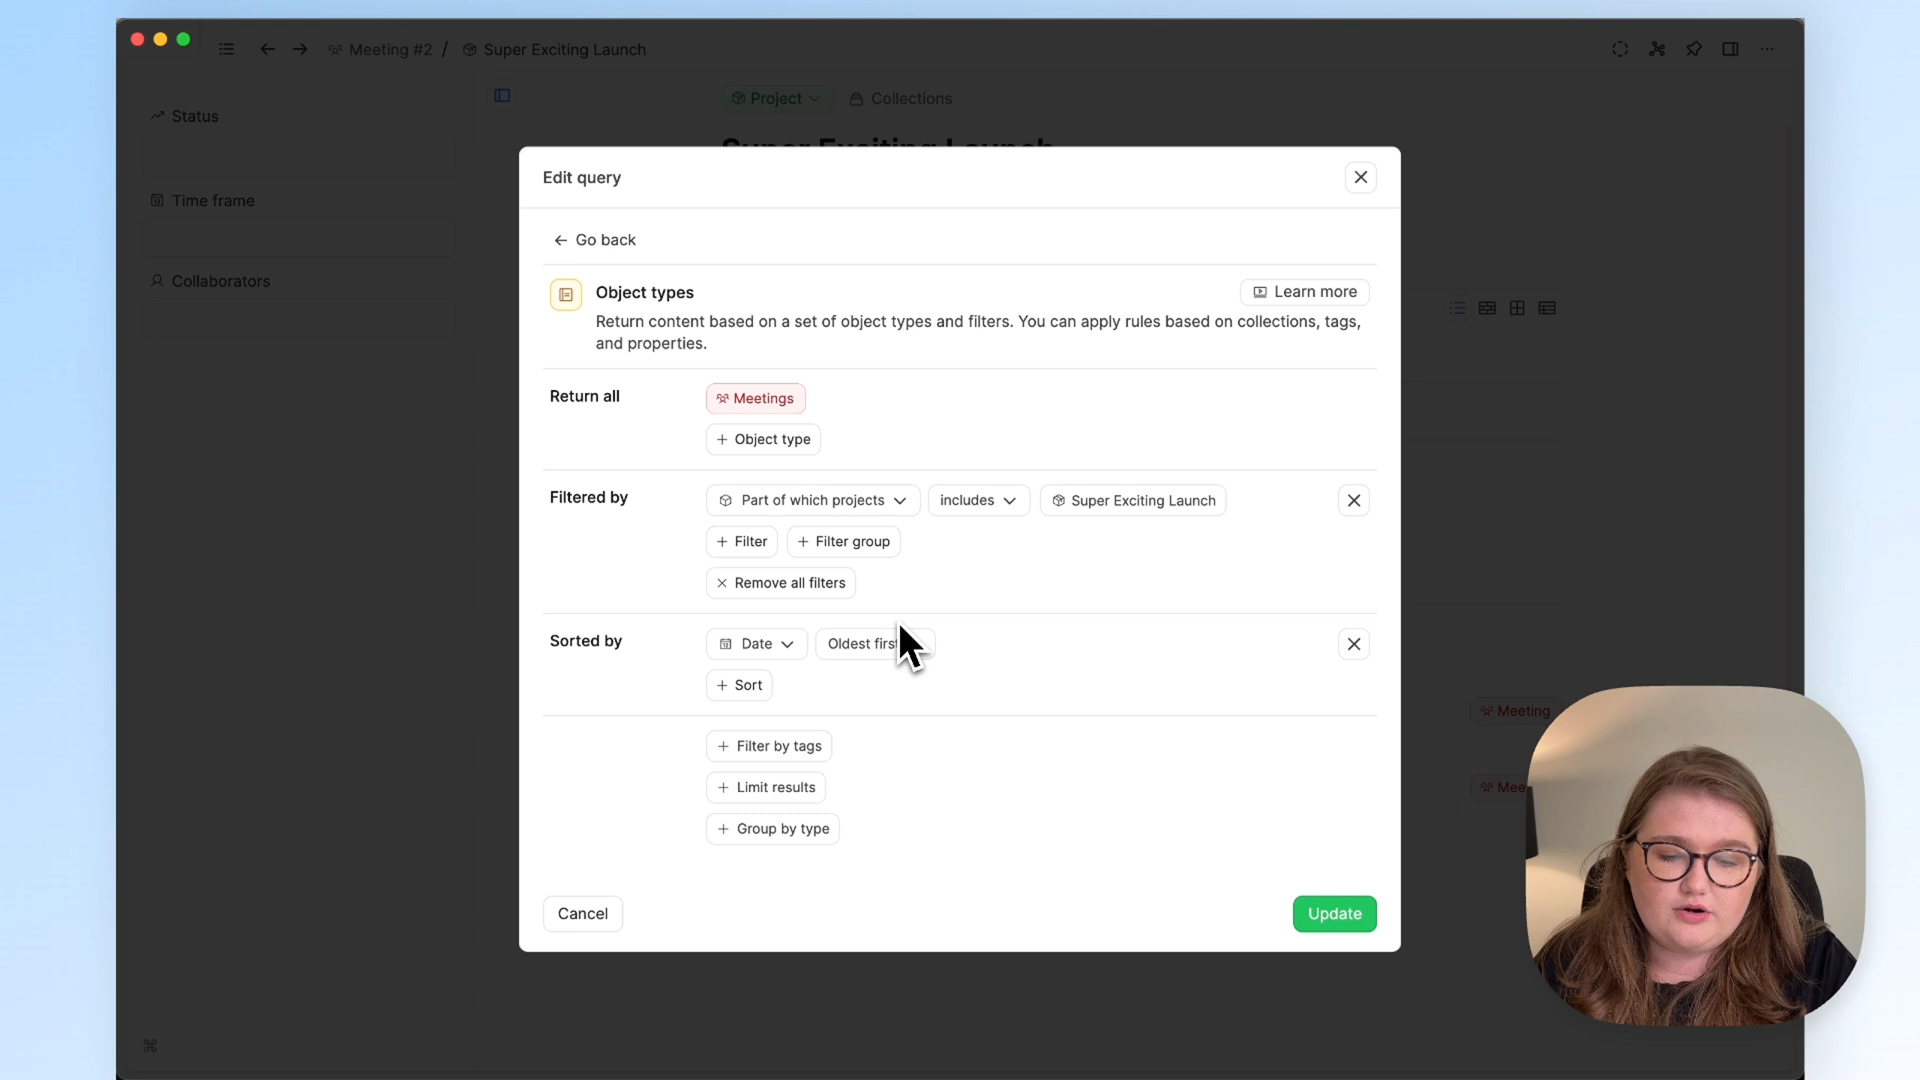 Meeting #2 / Super Exciting Launch
Status
Project
Collections
Super Exciting Launch
Edit query
Time frame
Go back
Collaborators
Object types
Learn more
Return content based on a set of object types and filters. You can apply rules based on collections, tags,
and properties.
Return all
Meetings
+ Object type
Filtered by
Part of which projects
includes
Super Exciting Launch
+ Filter
+ Filter group
× Remove all filters
Sorted by
Date
Oldest first
+ Sort
Meeting
+ Filter by tags
+ Limit results
Mee
+ Group by type
Cancel
Update